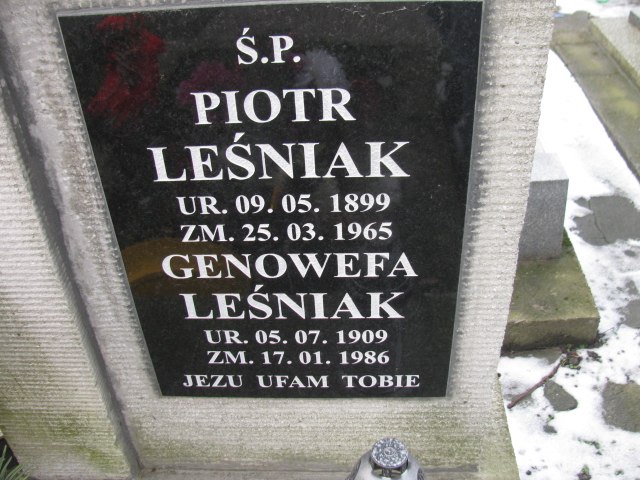 Ś.P.
PIOTR
LEŚNIAK
UR. 09. 05. 1899
ZM. 25. 03. 1965
GENOWEFA
LEŚNIAK
UR. 05. 07. 1909
ZM. 17. 01. 1986
JEZU UFAM TOBIE